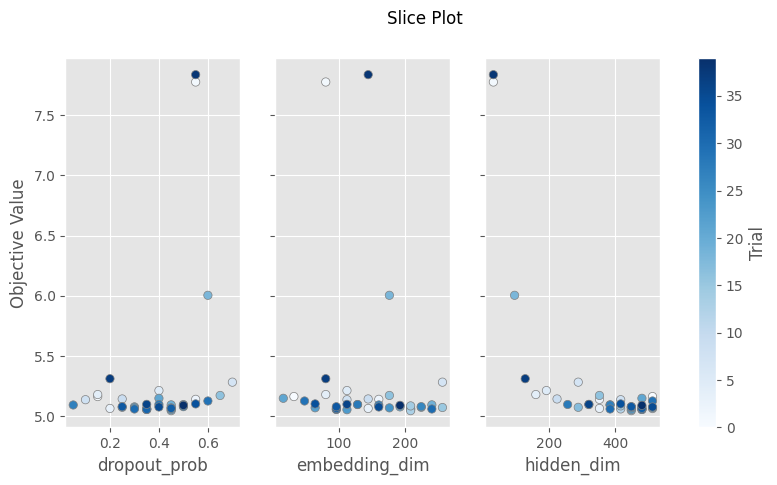 Slice Plot
Objective Value
7.5
7.0
6.5
6.0
5.5
5.0
0.2 0.4 0.6
dropout_prob
100 200
embedding_dim
200 400
hidden_dim
35
30
25
20
15
10
5
0
Trial